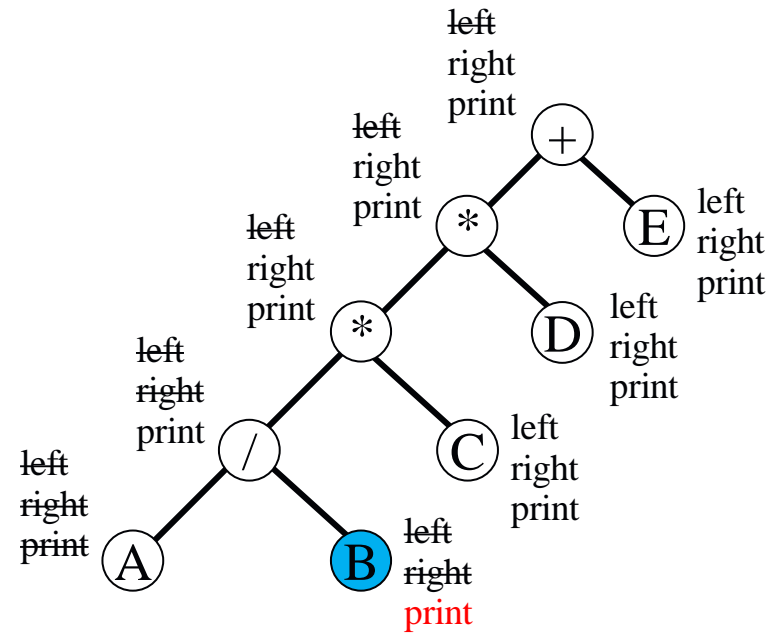 left
right
print
+
left
right
print
*
E
left
right
print
left
right
print
*
D
left
right
print
left
right
print
/
C
left
right
print
left
right
print
A
B
left
right
print